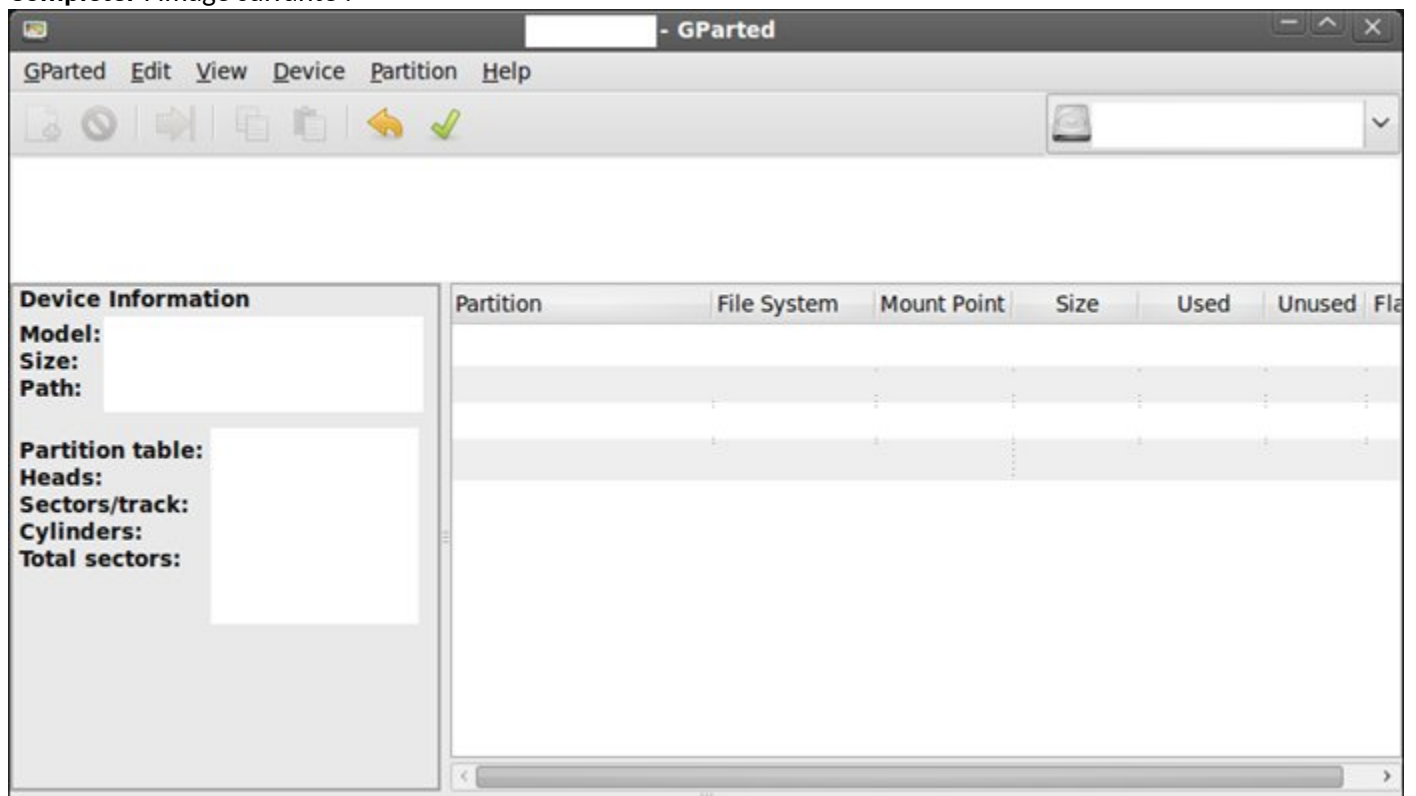 - GParted
GParted Edit View Device Partition Help
Device Information
Model:
Size:
Path:
Partition table:
Heads:
Sectors/track:
Cylinders:
Total sectors:
Partition File System Mount Point Size Used Unused Fla